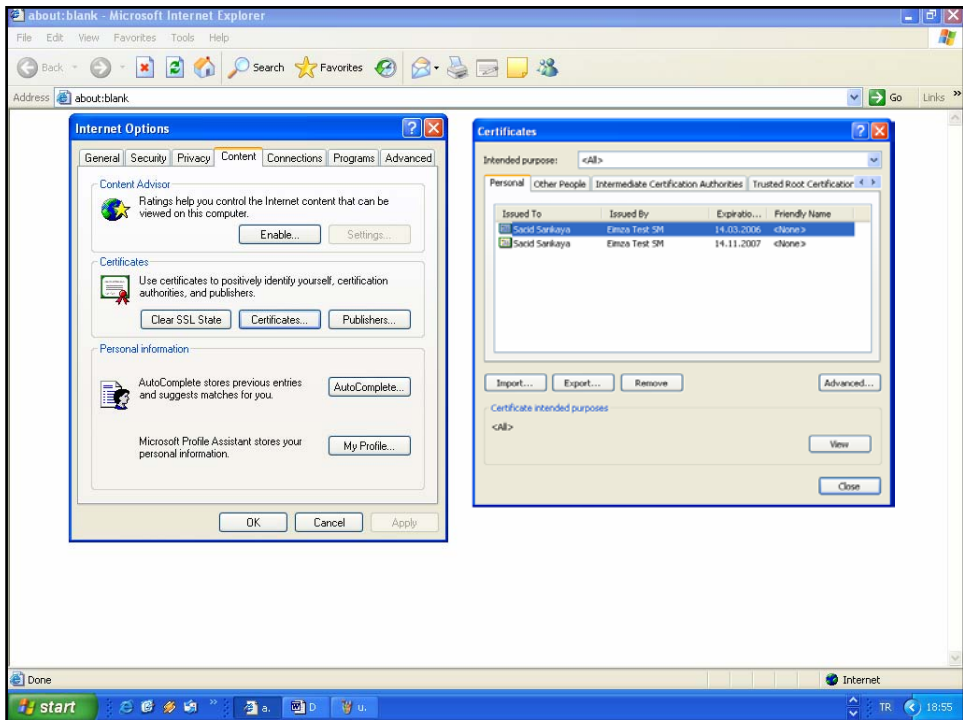 about:blank - Microsoft Internet Explorer
File Edit View Favorites Tools Help
Back Search Favorites
Address about:blank Go Links »
Internet Options
General Security Privacy Content Connections Programs Advanced
Content Advisor
Ratings help you control the Internet content that can be
viewed on this computer.
Enable... Settings...
Certificates
Use certificates to positively identify yourself, certification
authorities, and publishers.
Clear SSL State Certificates... Publishers...
Personal information
AutoComplete stores previous entries
and suggests matches for you.
AutoComplete...
Microsoft Profile Assistant stores your
personal information.
My Profile...
OK Cancel Apply
Certificates
Intended purpose: <All>
Personal Other People Intermediate Certification Authorities Trusted Root Certification
Issued To Issued By Expiratio... Friendly Name
Sacid Sarikaya Eimza Test SM 14.03.2006 <None>
Sacid Sarikaya Eimza Test SM 14.11.2007 <None>
Import... Export... Remove Advanced...
Certificate intended purposes
<All>
View
Close
Done Internet
start » a. D u. TR 18:55